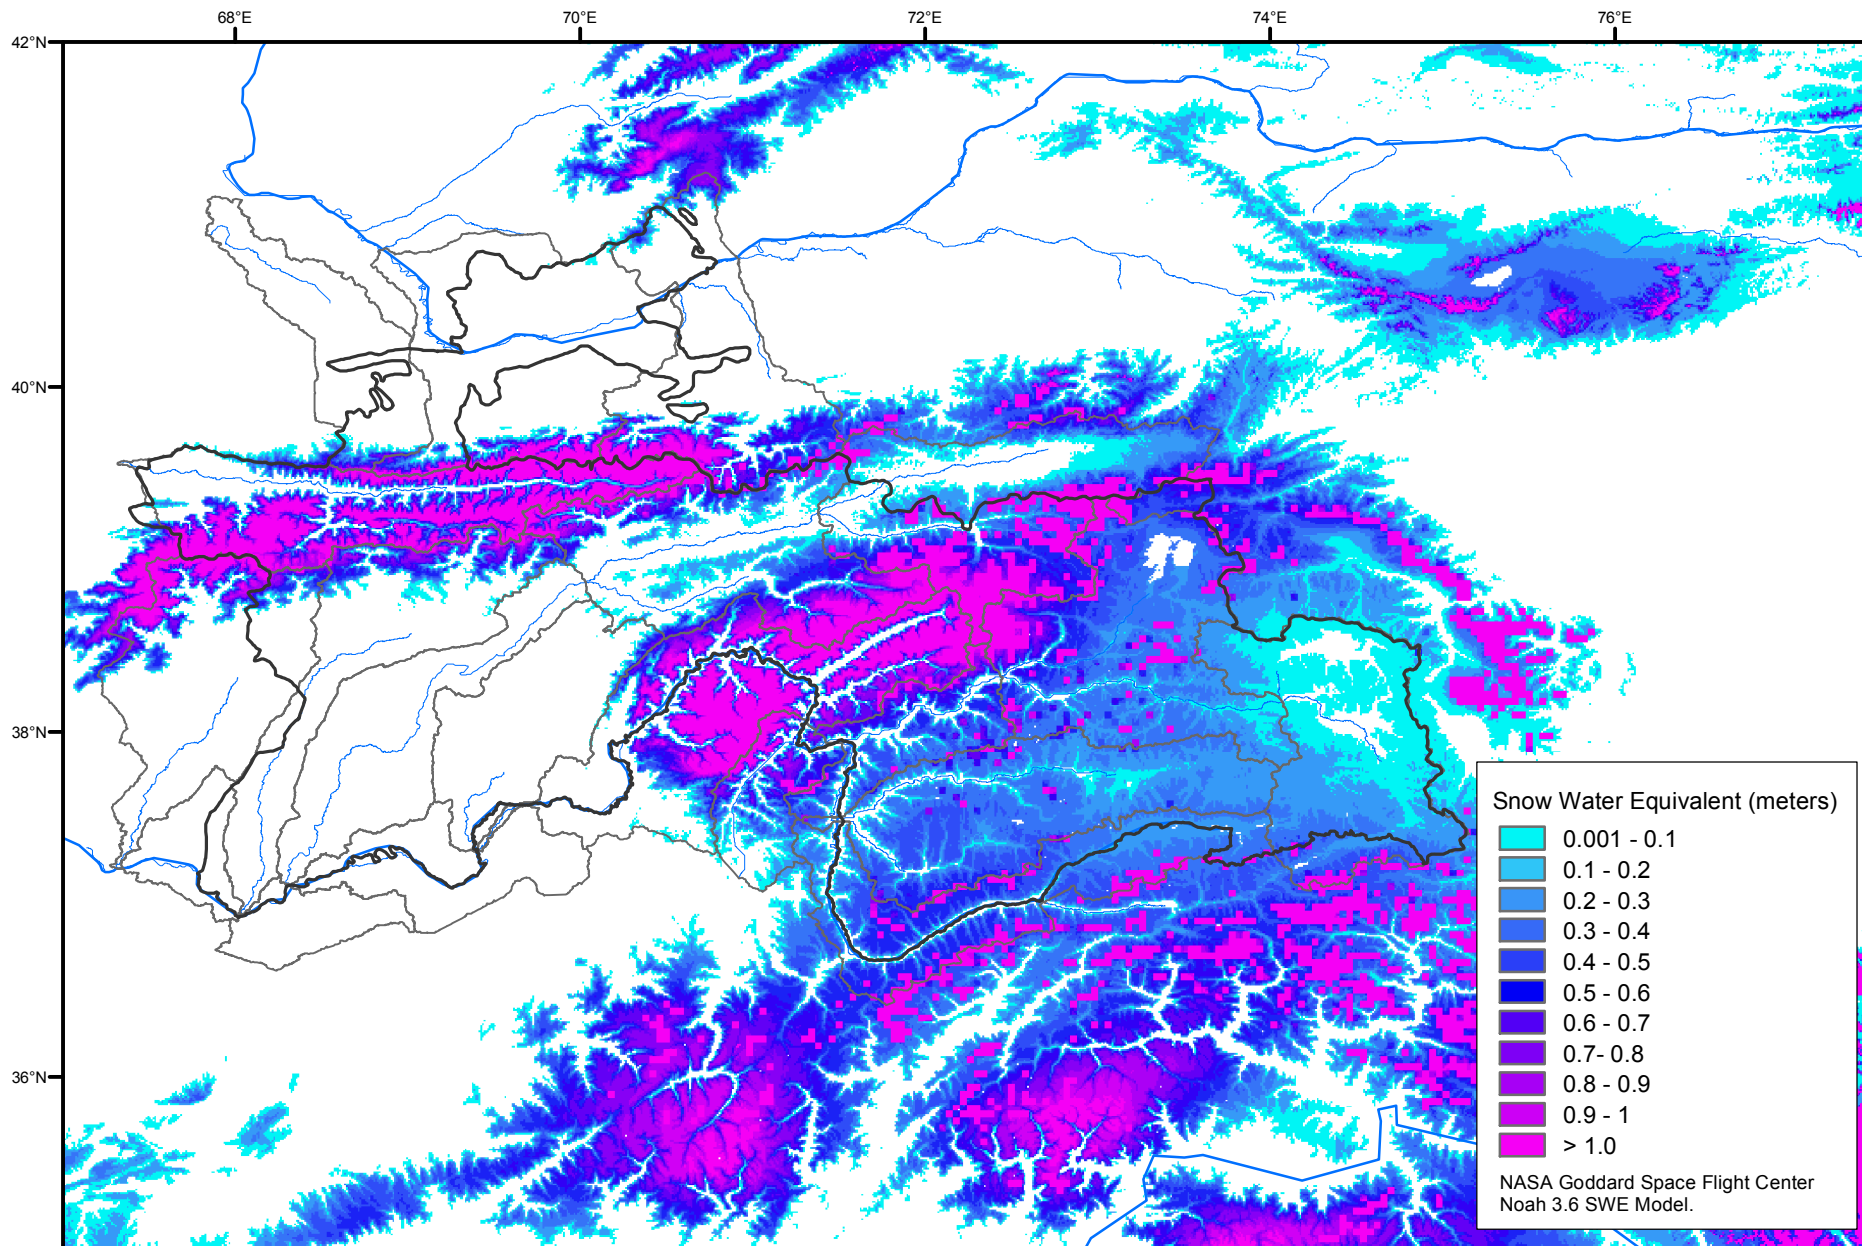 68°E 70°E 72°E 74°E 76°E
42°N
40°N
38°N
36°N
Snow Water Equivalent (meters)
0.001 - 0.1
0.1 - 0.2
0.2 - 0.3
0.3 - 0.4
0.4 - 0.5
0.5 - 0.6
0.6 - 0.7
0.7- 0.8
0.8 - 0.9
0.9 - 1
> 1.0
NASA Goddard Space Flight Center
Noah 3.6 SWE Model.